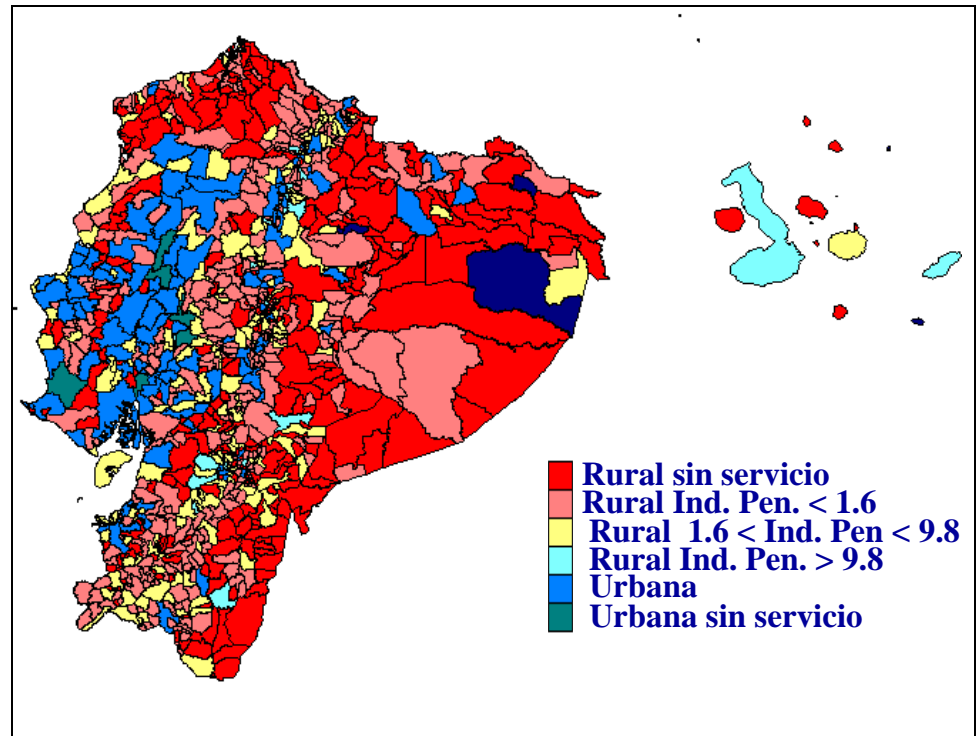 Rural sin servicio
Rural Ind. Pen. < 1.6
Rural 1.6 < Ind. Pen < 9.8
Rural Ind. Pen. > 9.8
Urbana
Urbana sin servicio